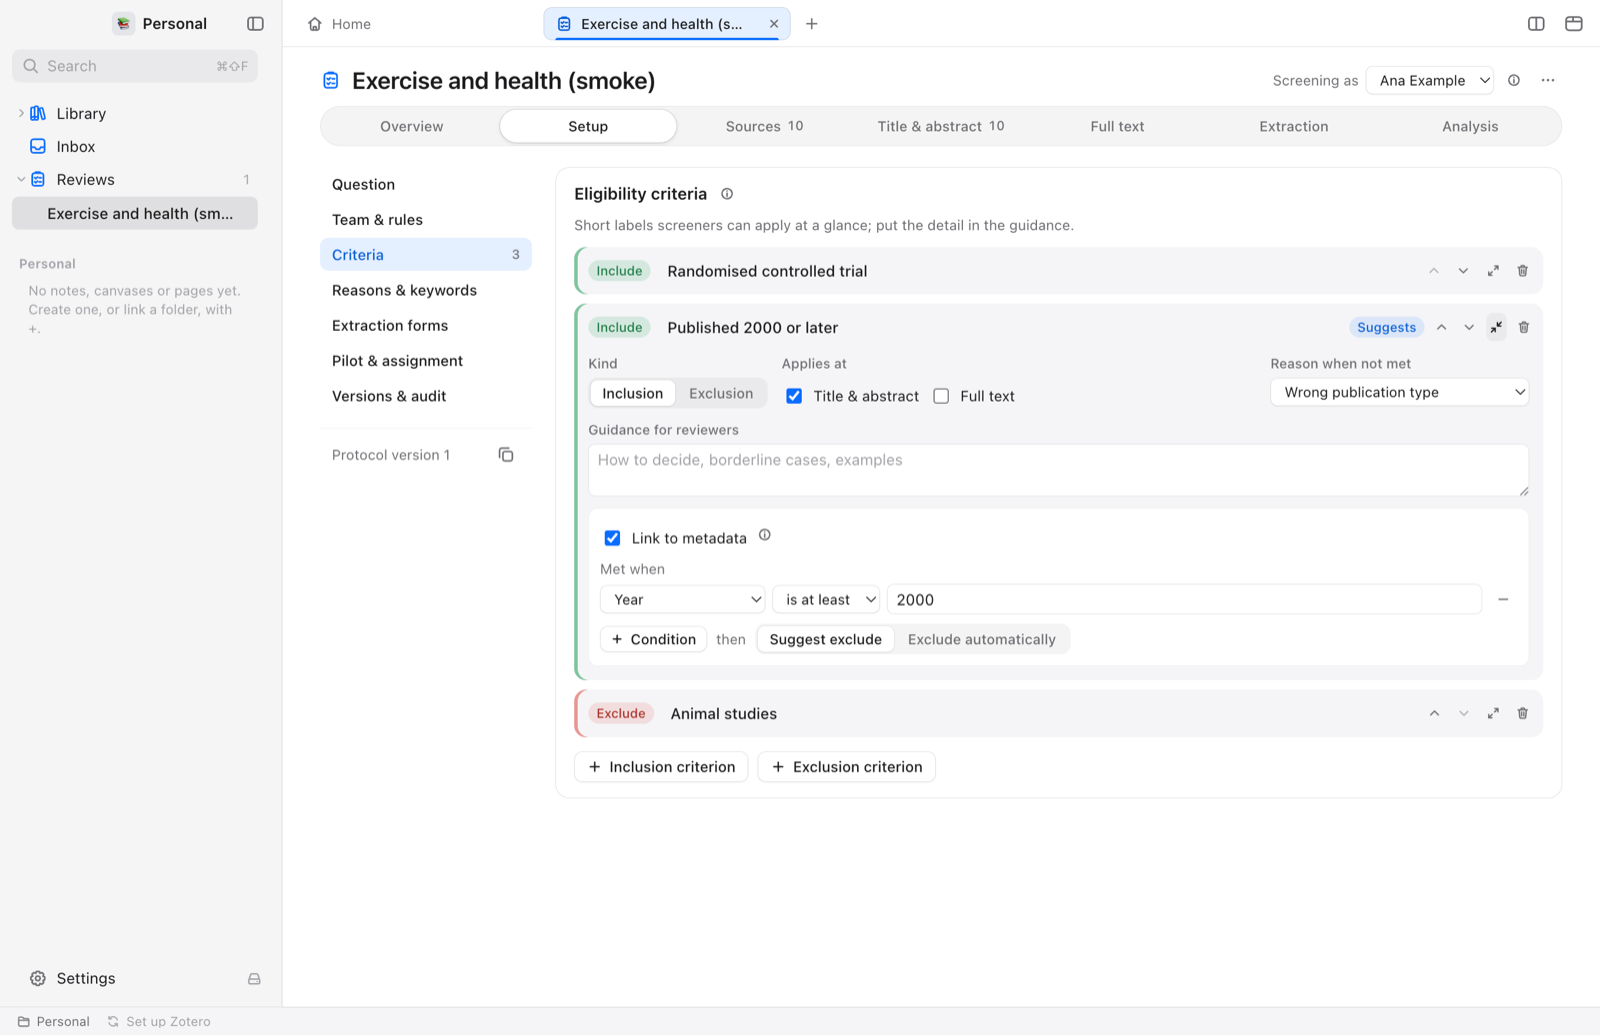 Personal
Search ⌘⇧F
Library
Inbox
Reviews 1
Exercise and health (sm...
Personal
No notes, canvases or pages yet.
Create one, or link a folder, with
+.
Settings
Personal Set up Zotero
Home
Exercise and health (s...
Exercise and health (smoke)
Screening as Ana Example
Overview Setup Sources 10 Title & abstract 10 Full text Extraction Analysis
Question
Team & rules
Criteria 3
Reasons & keywords
Extraction forms
Pilot & assignment
Versions & audit
Protocol version 1
Eligibility criteria
Short labels screeners can apply at a glance; put the detail in the guidance.
Include Randomised controlled trial
Include Published 2000 or later Suggests
Kind Applies at Reason when not met
Inclusion Exclusion Title & abstract Full text Wrong publication type
Guidance for reviewers
How to decide, borderline cases, examples
Link to metadata
Met when
Year is at least 2000
+ Condition then Suggest exclude Exclude automatically
Exclude Animal studies
+ Inclusion criterion + Exclusion criterion